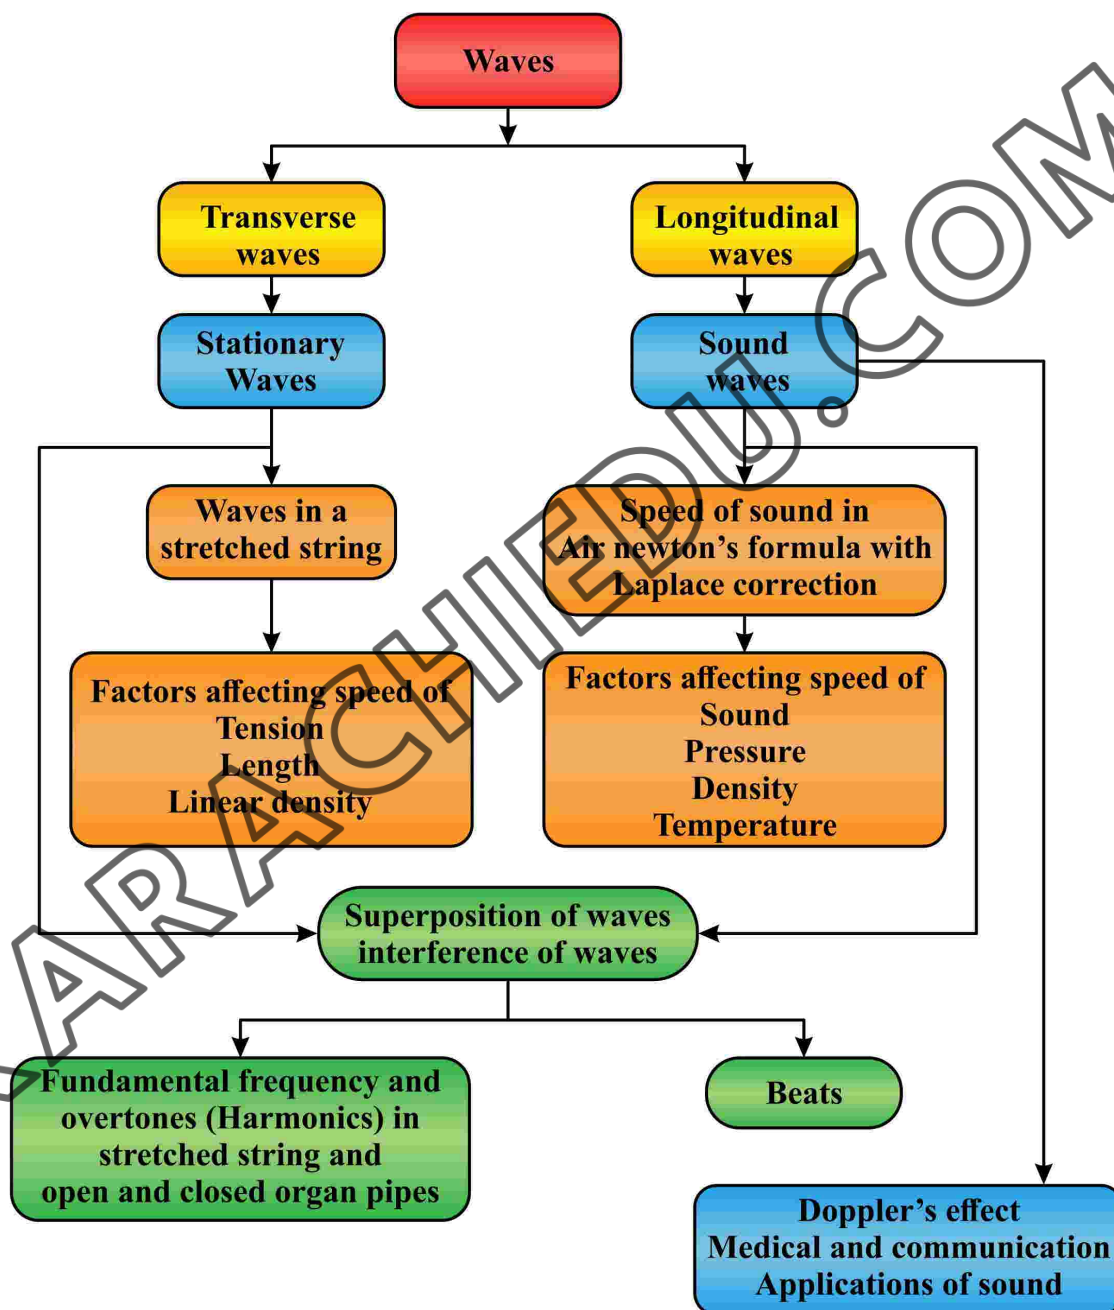 Waves
Transverse
waves
Longitudinal
waves
Stationary
Waves
Sound
waves
Waves in a
stretched string
Speed of sound in
Air newton's formula with
Laplace correction
Factors affecting speed of
Tension
Length
Linear density
Factors affecting speed of
Sound
Pressure
Density
Temperature
Superposition of waves
interference of waves
Fundamental frequency and
overtones (Harmonics) in
stretched string and
open and closed organ pipes
Beats
Doppler's effect
Medical and communication
Applications of sound
KARACHIEDU.COM